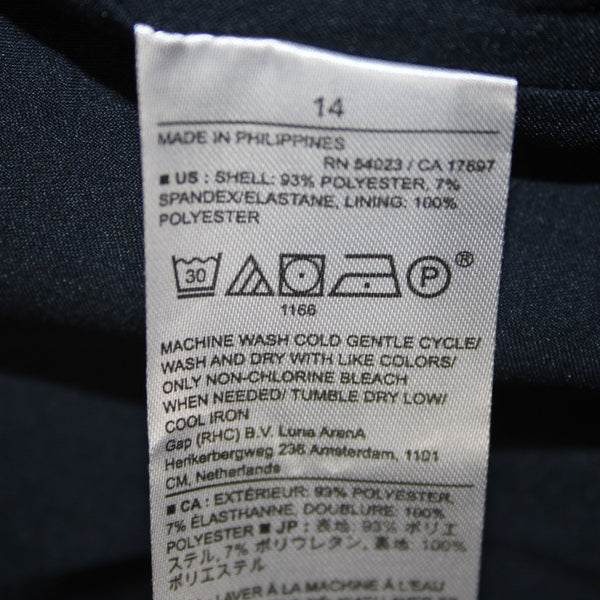 14
MADE IN PHILIPPINES
RN 54023 / CA 17897
■ US : SHELL: 93% POLYESTER, 7%
SPANDEX/ELASTANE, LINING: 100%
POLYESTER
30 P ®
1166
MACHINE WASH COLD GENTLE CYCLE/
WASH AND DRY WITH LIKE COLORS/
ONLY NON-CHLORINE BLEACH
WHEN NEEDED/ TUMBLE DRY LOW/
COOL IRON
Gap (RHC) B.V. Luna ArenA
Herikerbergweg 236 Amsterdam, 1101
CM, Netherlands
■ CA : EXTÉRIEUR: 93% POLYESTER,
7% ÉLASTHANNE, DOUBLURE: 100%
POLYESTER ■ JP : 表地: 93% ポリエ
ステル, 7% ポリウレタン, 裏地: 100%
ポリエステル
LAVER À LA MACHINE À L'EAU